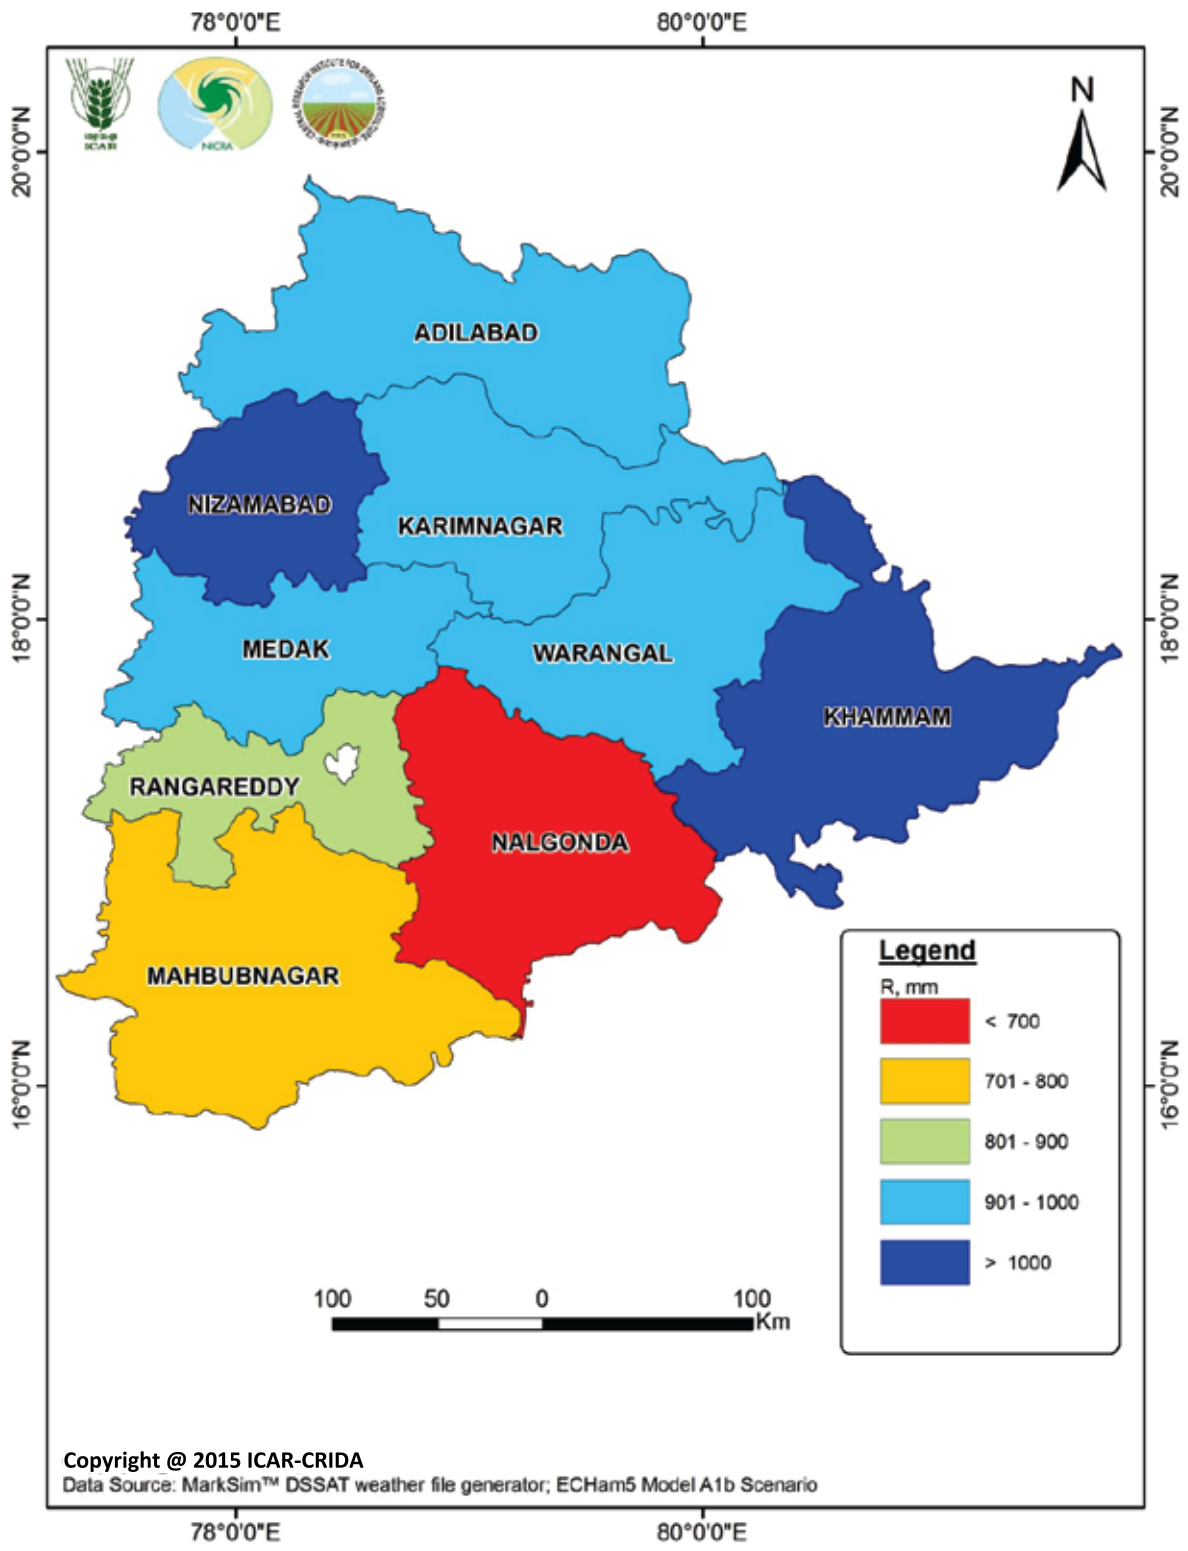 78°0'0"E 80°0'0"E
20°0'0"N 20°0'0"N
ICAR
NICRA
N
ADILABAD
NIZAMABAD
KARIMNAGAR
18°0'0"N 18°0'0"N
MEDAK
WARANGAL
KHAMMAM
RANGAREDDY
NALGONDA
MAHBUBNAGAR
16°0'0"N 16°0'0"N
Legend
R, mm
< 700
701 - 800
801 - 900
901 - 1000
> 1000
100 50 0 100
Km
Copyright @ 2015 ICAR-CRIDA
Data Source: MarkSim™ DSSAT weather file generator; ECHam5 Model A1b Scenario
78°0'0"E 80°0'0"E